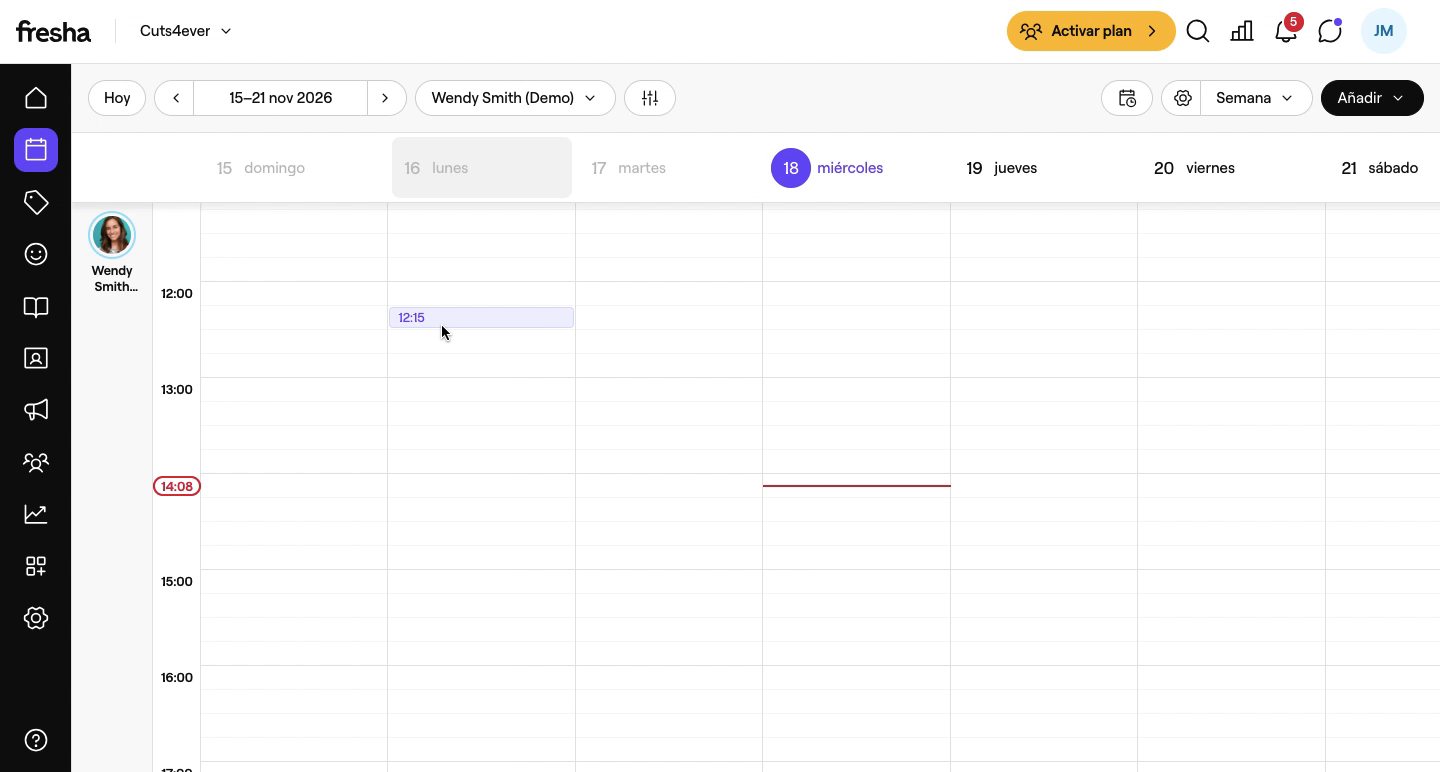 fresha
Cuts4ever
Activar plan
5
JM
Hoy
15–21 nov 2026
Wendy Smith (Demo)
Semana
Añadir
15 domingo
16 lunes
17 martes
18 miércoles
19 jueves
20 viernes
21 sábado
Wendy
Smith...
12:00
12:15
13:00
14:08
15:00
16:00
17:00